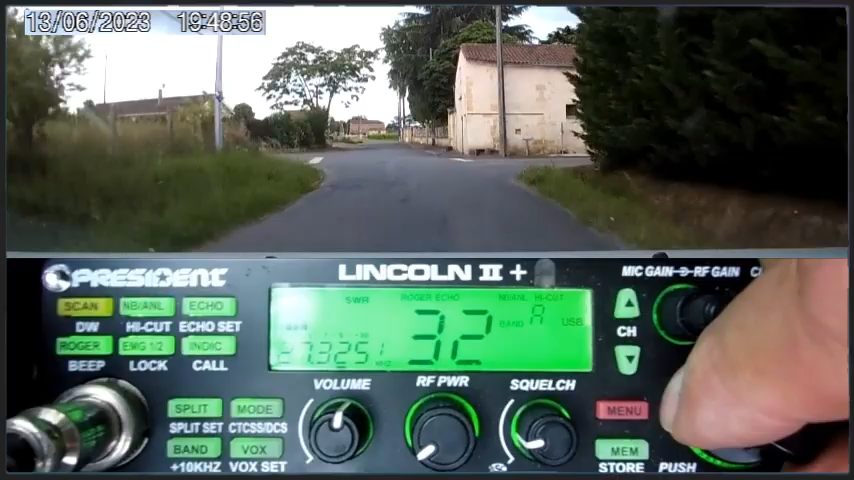 13/06/2023 19:48:56
PRESIDENT LINCOLN II + MIC GAIN RF GAIN
SCAN NB/ANL ECHO
DW HI-CUT ECHO SET
ROGER EMG 1/2 INDIC
BEEP LOCK CALL
SWR ROGER ECHO NB/ANL HI-CUT
32 BAND A USB
27.3251
CH
VOLUME RF PWR SQUELCH
SPLIT MODE
SPLIT SET CTCSS/DCS
BAND VOX
+10KHZ VOX SET
MENU
MEM
STORE PUSH